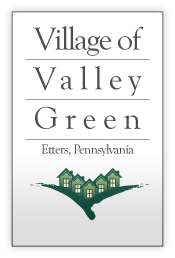 Village of
Valley
Green
Etters, Pennsylvania